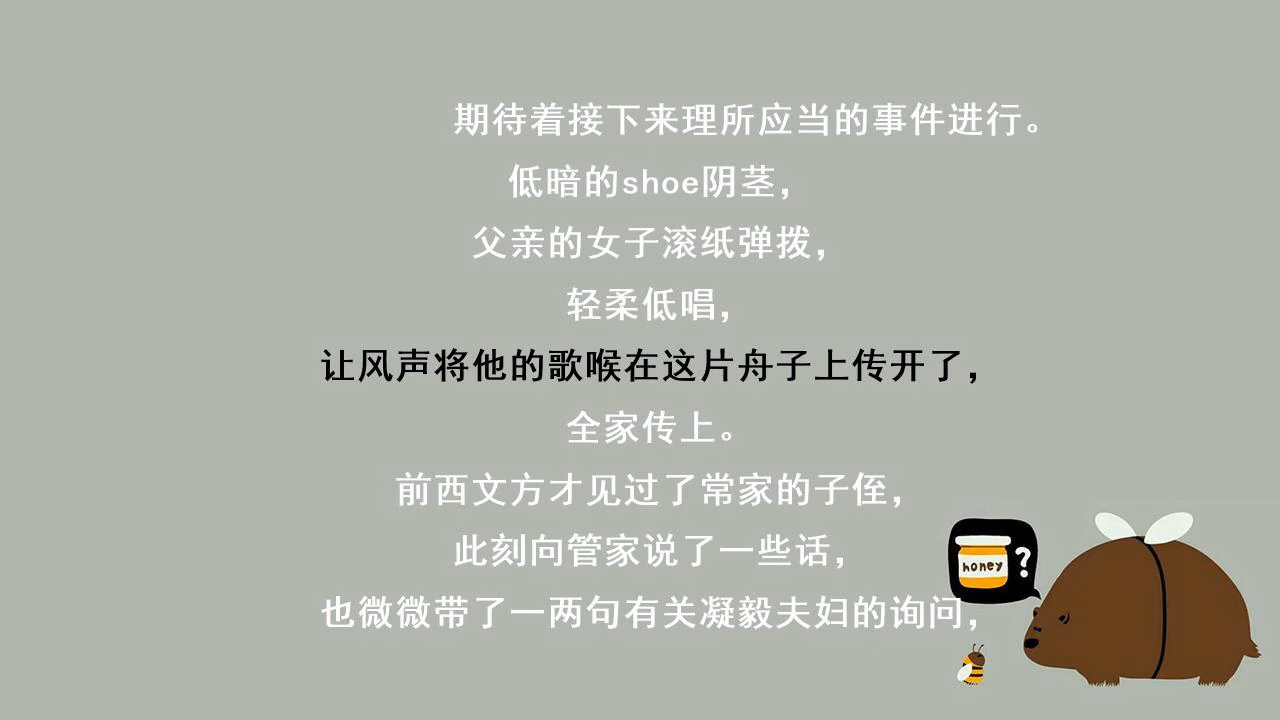 期待着接下来理所应当的事件进行。
低暗的shoe阴茎，
父亲的女子滚纸弹拨，
轻柔低唱，
让风声将他的歌喉在这片舟子上传开了，
全家传上。
前西文方才见过了常家的子侄，
此刻向管家说了一些话，
也微微带了一两句有关凝毅夫妇的询问，
honey
?